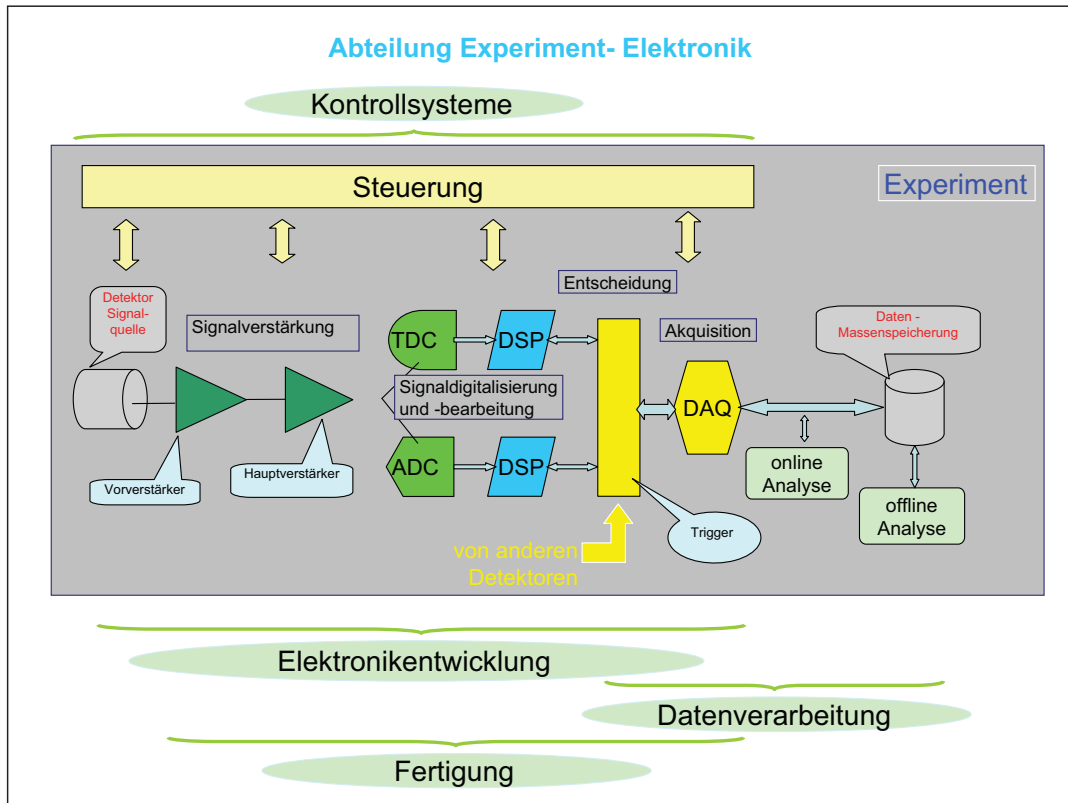 Abteilung Experiment- Elektronik
Kontrollsysteme
Steuerung
Experiment
Entscheidung
Detektor
Signal-
quelle
Signalverstärkung
Akquisition
Daten -
Massenspeicherung
TDC
DSP
Signaldigitalisierung
und -bearbeitung
DAQ
ADC
DSP
Vorverstärker
Hauptverstärker
online
Analyse
offline
Analyse
Trigger
von anderen
Detektoren
Elektronikentwicklung
Datenverarbeitung
Fertigung